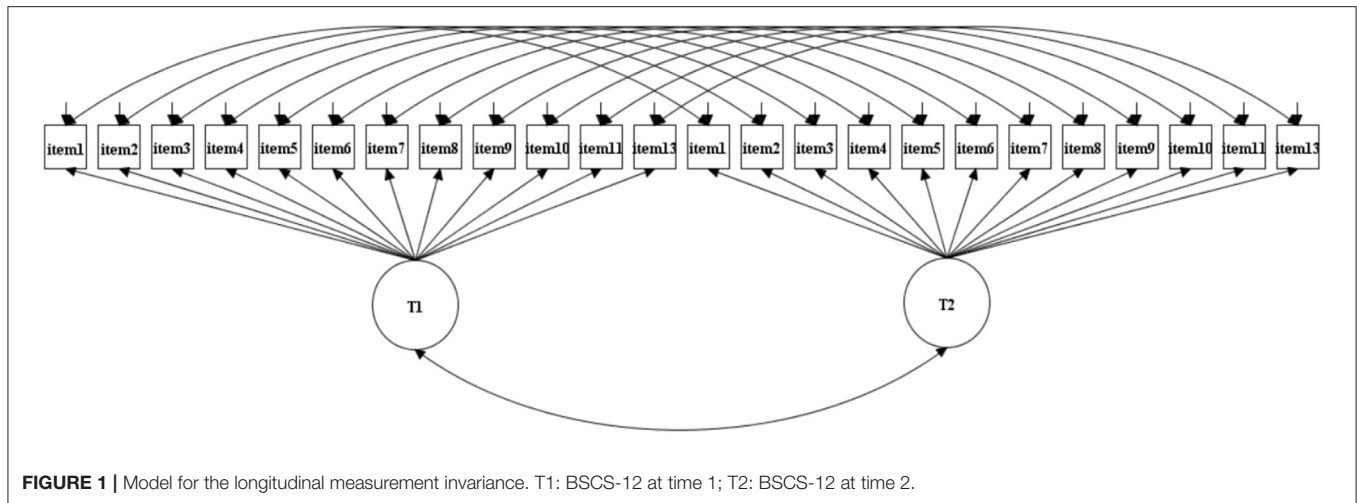 item1 item2 item3 item4 item5 item6 item7 item8 item9 item10 item11 item13 item1 item2 item3 item4 item5 item6 item7 item8 item9 item10 item11 item13
T1 T2
FIGURE 1 | Model for the longitudinal measurement invariance. T1: BSCS-12 at time 1; T2: BSCS-12 at time 2.